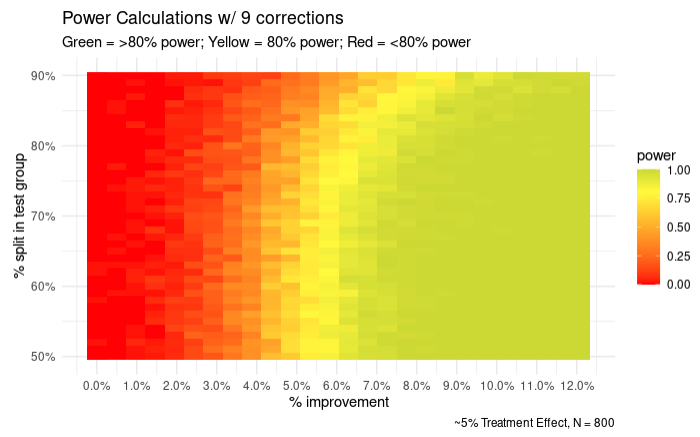 Power Calculations w/ 9 corrections
Green = >80% power; Yellow = 80% power; Red = <80% power
90%
80%
70%
60%
50%
% split in test group
0.0% 1.0% 2.0% 3.0% 4.0% 5.0% 6.0% 7.0% 8.0% 9.0% 10.0% 11.0% 12.0%
% improvement
power
1.00
0.75
0.50
0.25
0.00
~5% Treatment Effect, N = 800